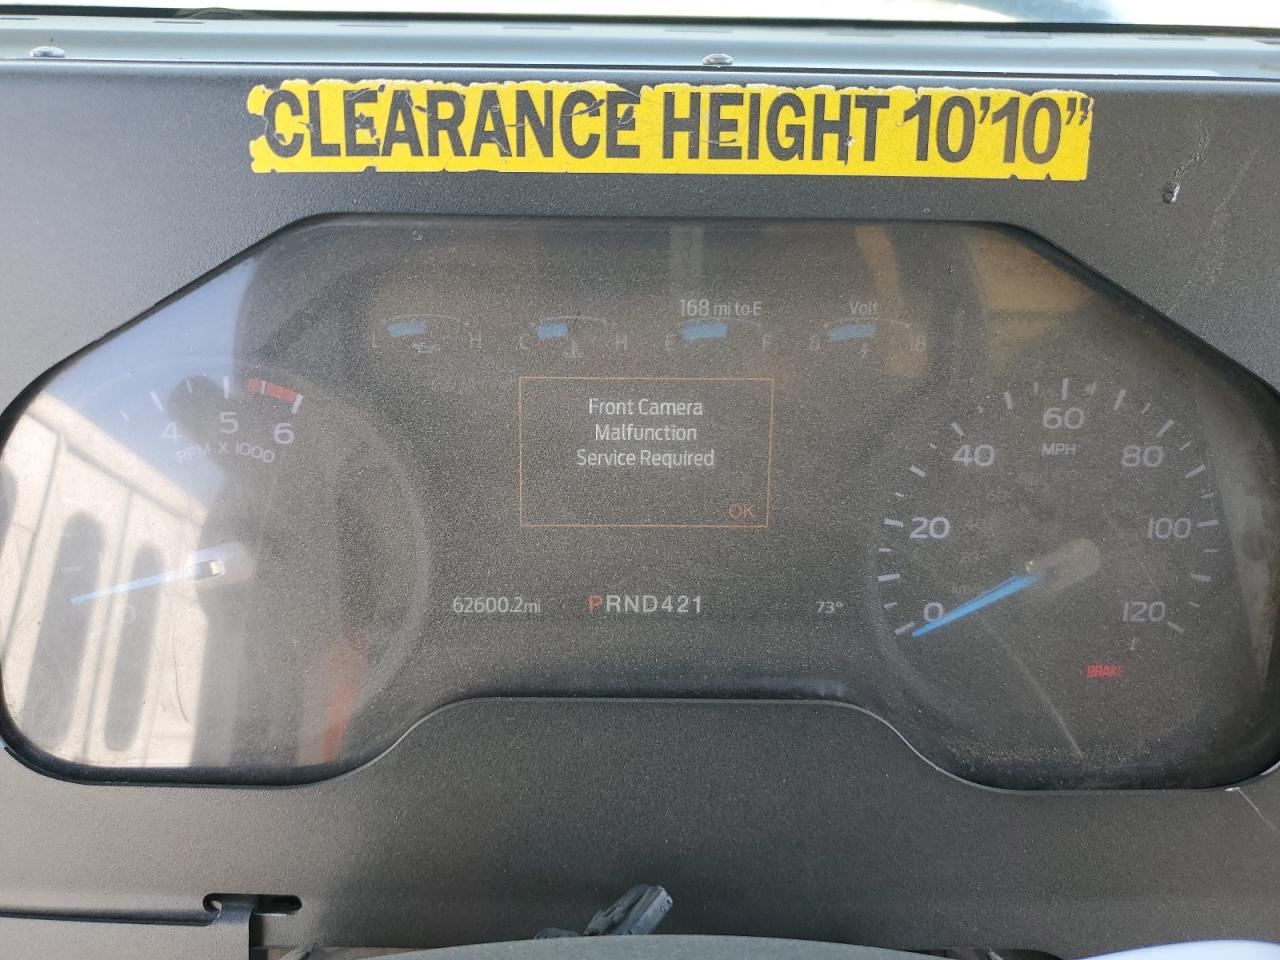 CLEARANCE HEIGHT 10'10"
168 mi to E
Volt
L H C H E F 8 18
4 5 6
RPM X 1000
0
Front Camera
Malfunction
Service Required
OK
0 20 40 60 80 100 120
MPH
62600.2mi
PRND421
73°
BRAKE